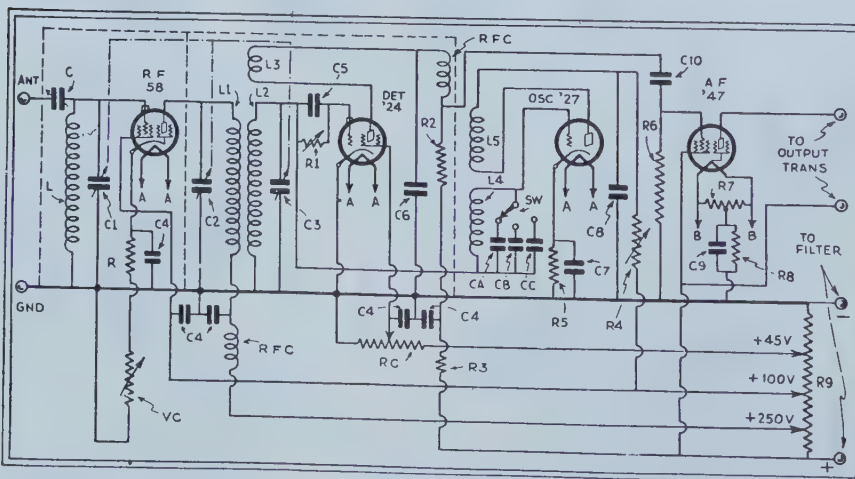 ANT
C
RF
58
L1
L2
L3
C5
DET
'24
RFC
R2
OSC '27
C10
AF
'47
R6
TO
OUTPUT
TRANS
L
C1
A
A
C2
C3
R1
A
A
C6
L5
L4
SW
A
A
C8
B
R7
B
C4
R
CA
CB
CC
C7
C9
R8
TO
FILTER
GND
C4
C4
C4
R5
R4
−
RFC
RC
R3
+45V
VC
+100V
R9
+250V
+